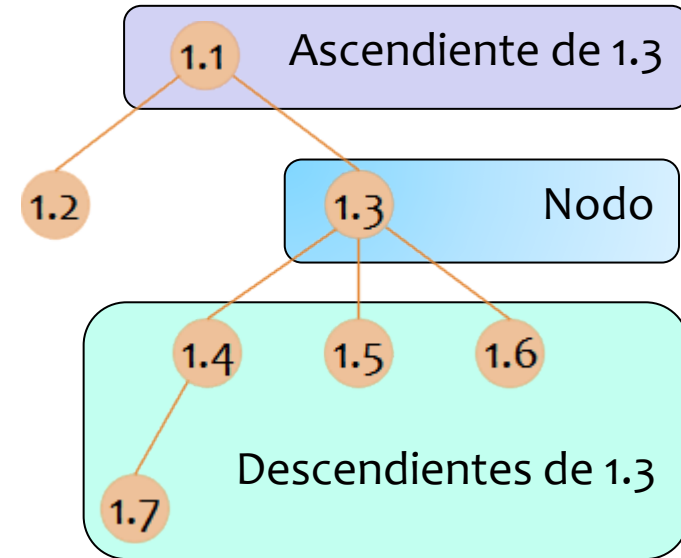 1.1 Ascendiente de 1.3
1.2 1.3 Nodo
1.4 1.5 1.6
Descendientes de 1.3
1.7